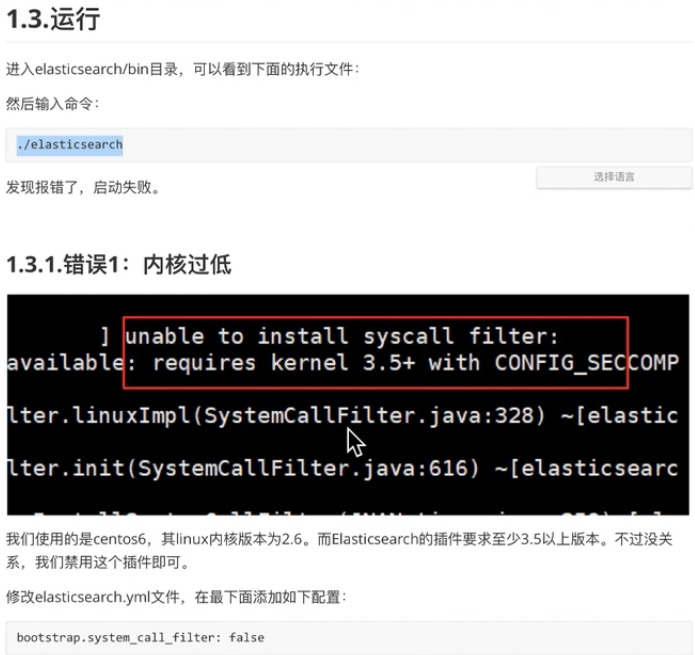 1.3.运行
进入elasticsearch/bin目录，可以看到下面的执行文件：
然后输入命令：
./elasticsearch
选择语言
发现报错了，启动失败。
1.3.1.错误1：内核过低
] unable to install syscall filter:
available: requires kernel 3.5+ with CONFIG_SECCOMP
lter.linuxImpl(SystemCallFilter.java:328) ~[elastic
lter.init(SystemCallFilter.java:616) ~[elasticsearc
我们使用的是centos6，其linux内核版本为2.6。而Elasticsearch的插件要求至少3.5以上版本。不过没关
系，我们禁用这个插件即可。
修改elasticsearch.yml文件，在最下面添加如下配置：
bootstrap.system_call_filter: false